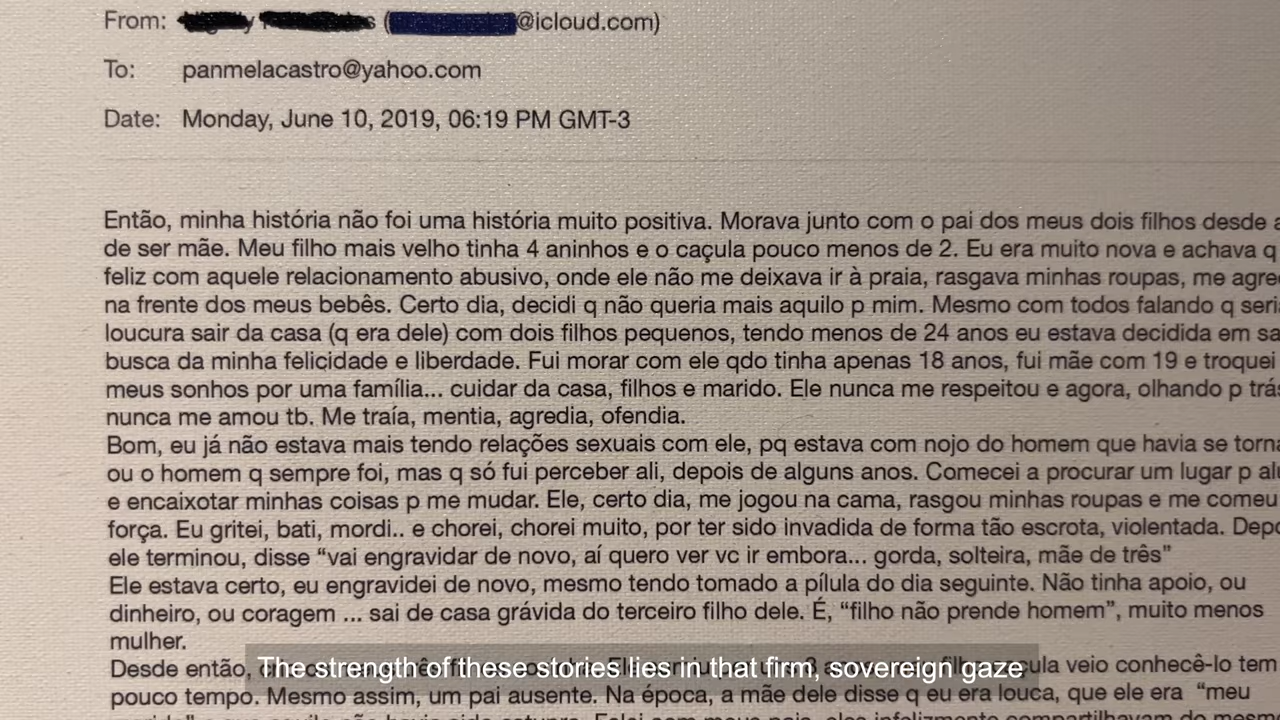 From: (@icloud.com)
To: panmelacastro@yahoo.com
Date: Monday, June 10, 2019, 06:19 PM GMT-3
Então, minha história não foi uma história muito positiva. Morava junto com o pai dos meus dois filhos desde
de ser mãe. Meu filho mais velho tinha 4 aninhos e o caçula pouco menos de 2. Eu era muito nova e achava q
feliz com aquele relacionamento abusivo, onde ele não me deixava ir à praia, rasgava minhas roupas, me
na frente dos meus bebês. Certo dia, decidi q não queria mais aquilo p mim. Mesmo com todos falando q
loucura sair da casa (q era dele) com dois filhos pequenos, tendo menos de 24 anos eu estava decidida em
busca da minha felicidade e liberdade. Fui morar com ele qdo tinha apenas 18 anos, fui mãe com 19 e troquei
meus sonhos por uma família... cuidar da casa, filhos e marido. Ele nunca me respeitou e agora, olhando p
nunca me amou tb. Me traía, mentia, agredia, ofendia.
Bom, eu já não estava mais tendo relações sexuais com ele, pq estava com nojo do homem que havia se
ou o homem q sempre foi, mas q só fui perceber ali, depois de alguns anos. Comecei a procurar um lugar p
e encaixotar minhas coisas p me mudar. Ele, certo dia, me jogou na cama, rasgou minhas roupas e me comeu
força. Eu gritei, bati, mordi.. e chorei, chorei muito, por ter sido invadida de forma tão escrota, violentada.
ele terminou, disse “vai engravidar de novo, aí quero ver vc ir embora... gorda, solteira, mãe de três”
Ele estava certo, eu engravidei de novo, mesmo tendo tomado a pílula do dia seguinte. Não tinha apoio, ou
dinheiro, ou coragem ... sai de casa grávida do terceiro filho dele. É, “filho não prende homem”, muito menos
mulher.
Desde então, veio conhecê-lo tem
The strength of these stories lies in that firm, sovereign gaze
pouco tempo. Mesmo assim, um pai ausente. Na época, a mãe dele disse q eu era louca, que ele era “meu